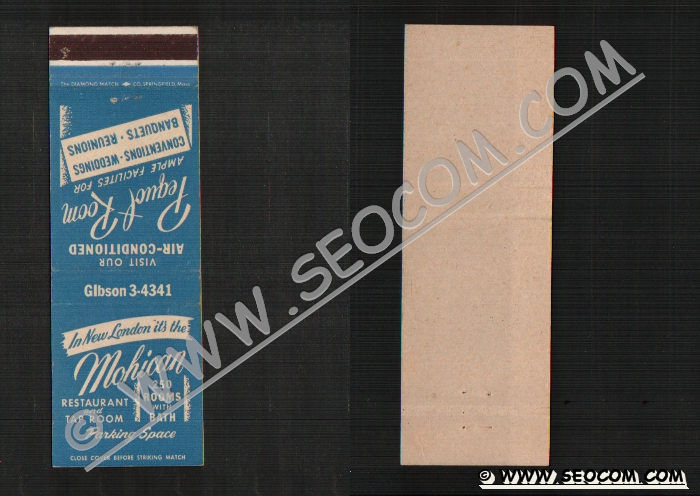 The DIAMOND MATCH CO. SPRINGFIELD, Mass.
VISIT OUR
AIR-CONDITIONED
Pequot Room
AMPLE FACILITES FOR
CONVENTIONS - WEDDINGS
BANQUETS - REUNIONS
GIbson 3-4341
In New London it's the
Mohican
RESTAURANT
and
TAP ROOM
250
ROOMS
WITH
BATH
Parking Space
CLOSE COVER BEFORE STRIKING MATCH
© WWW.SEOCOM.COM
© WWW.SEOCOM.COM